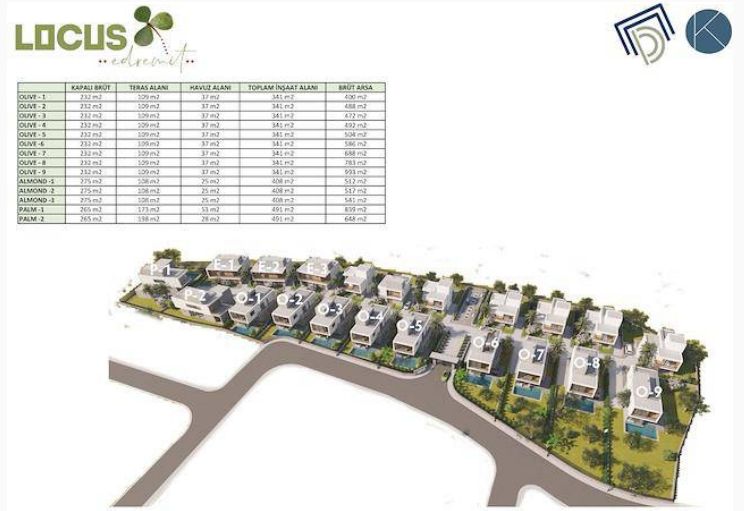 LOCUS
edremit
KAPALI BRÜT TERAS ALANI HAVUZ ALANI TOPLAM İNŞAAT ALANI BRÜT ARSA
OLIVE - 1 232 m2 109 m2 37 m2 341 m2 400 m2
OLIVE - 2 232 m2 109 m2 37 m2 341 m2 488 m2
OLIVE - 3 232 m2 109 m2 37 m2 341 m2 472 m2
OLIVE - 4 232 m2 109 m2 37 m2 341 m2 492 m2
OLIVE - 5 232 m2 109 m2 37 m2 341 m2 504 m2
OLIVE -6 232 m2 109 m2 37 m2 341 m2 586 m2
OLIVE - 7 232 m2 109 m2 37 m2 341 m2 688 m2
OLIVE - 8 232 m2 109 m2 37 m2 341 m2 783 m2
OLIVE - 9 232 m2 109 m2 37 m2 341 m2 993 m2
ALMOND -1 275 m2 108 m2 25 m2 408 m2 512 m2
ALMOND -2 275 m2 108 m2 25 m2 408 m2 517 m2
ALMOND -3 275 m2 108 m2 25 m2 408 m2 541 m2
PALM -1 265 m2 173 m2 53 m2 491 m2 839 m2
PALM -2 265 m2 198 m2 28 m2 491 m2 648 m2
P-1 E-1 E-2 E-3
P-2 O-1 O-2 O-3 O-4 O-5 O-6 O-7 O-8 O-9